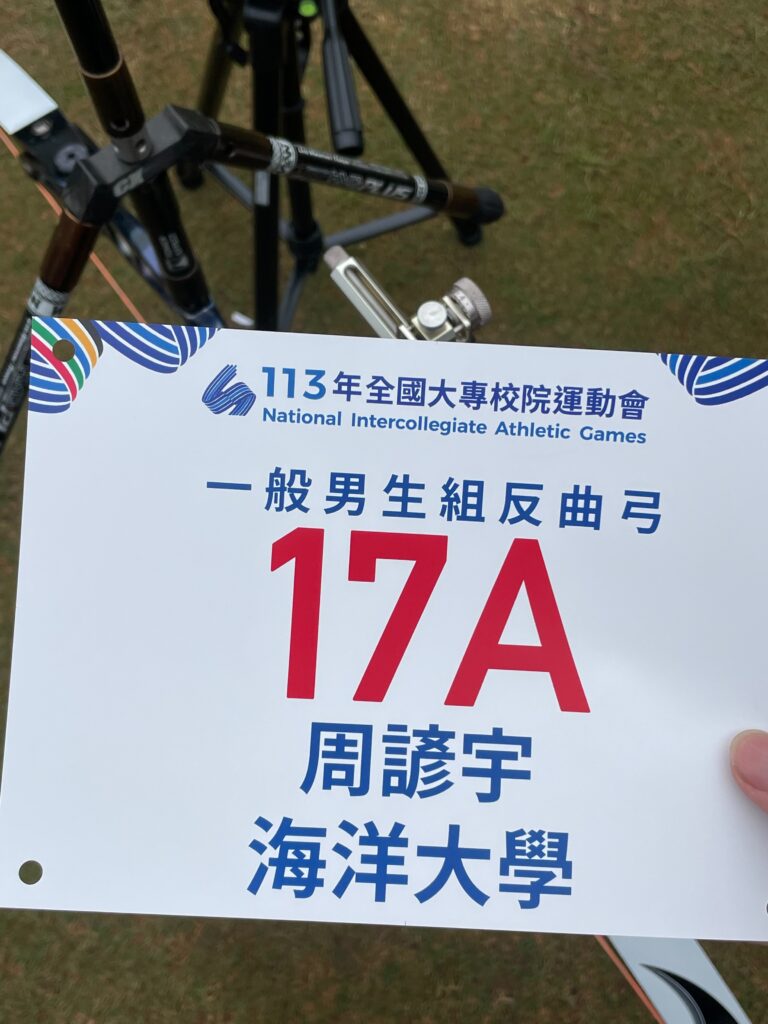 113年全國大專校院運動會
National Intercollegiate Athletic Games
一般男生組反曲弓
17A
周諺宇
海洋大學